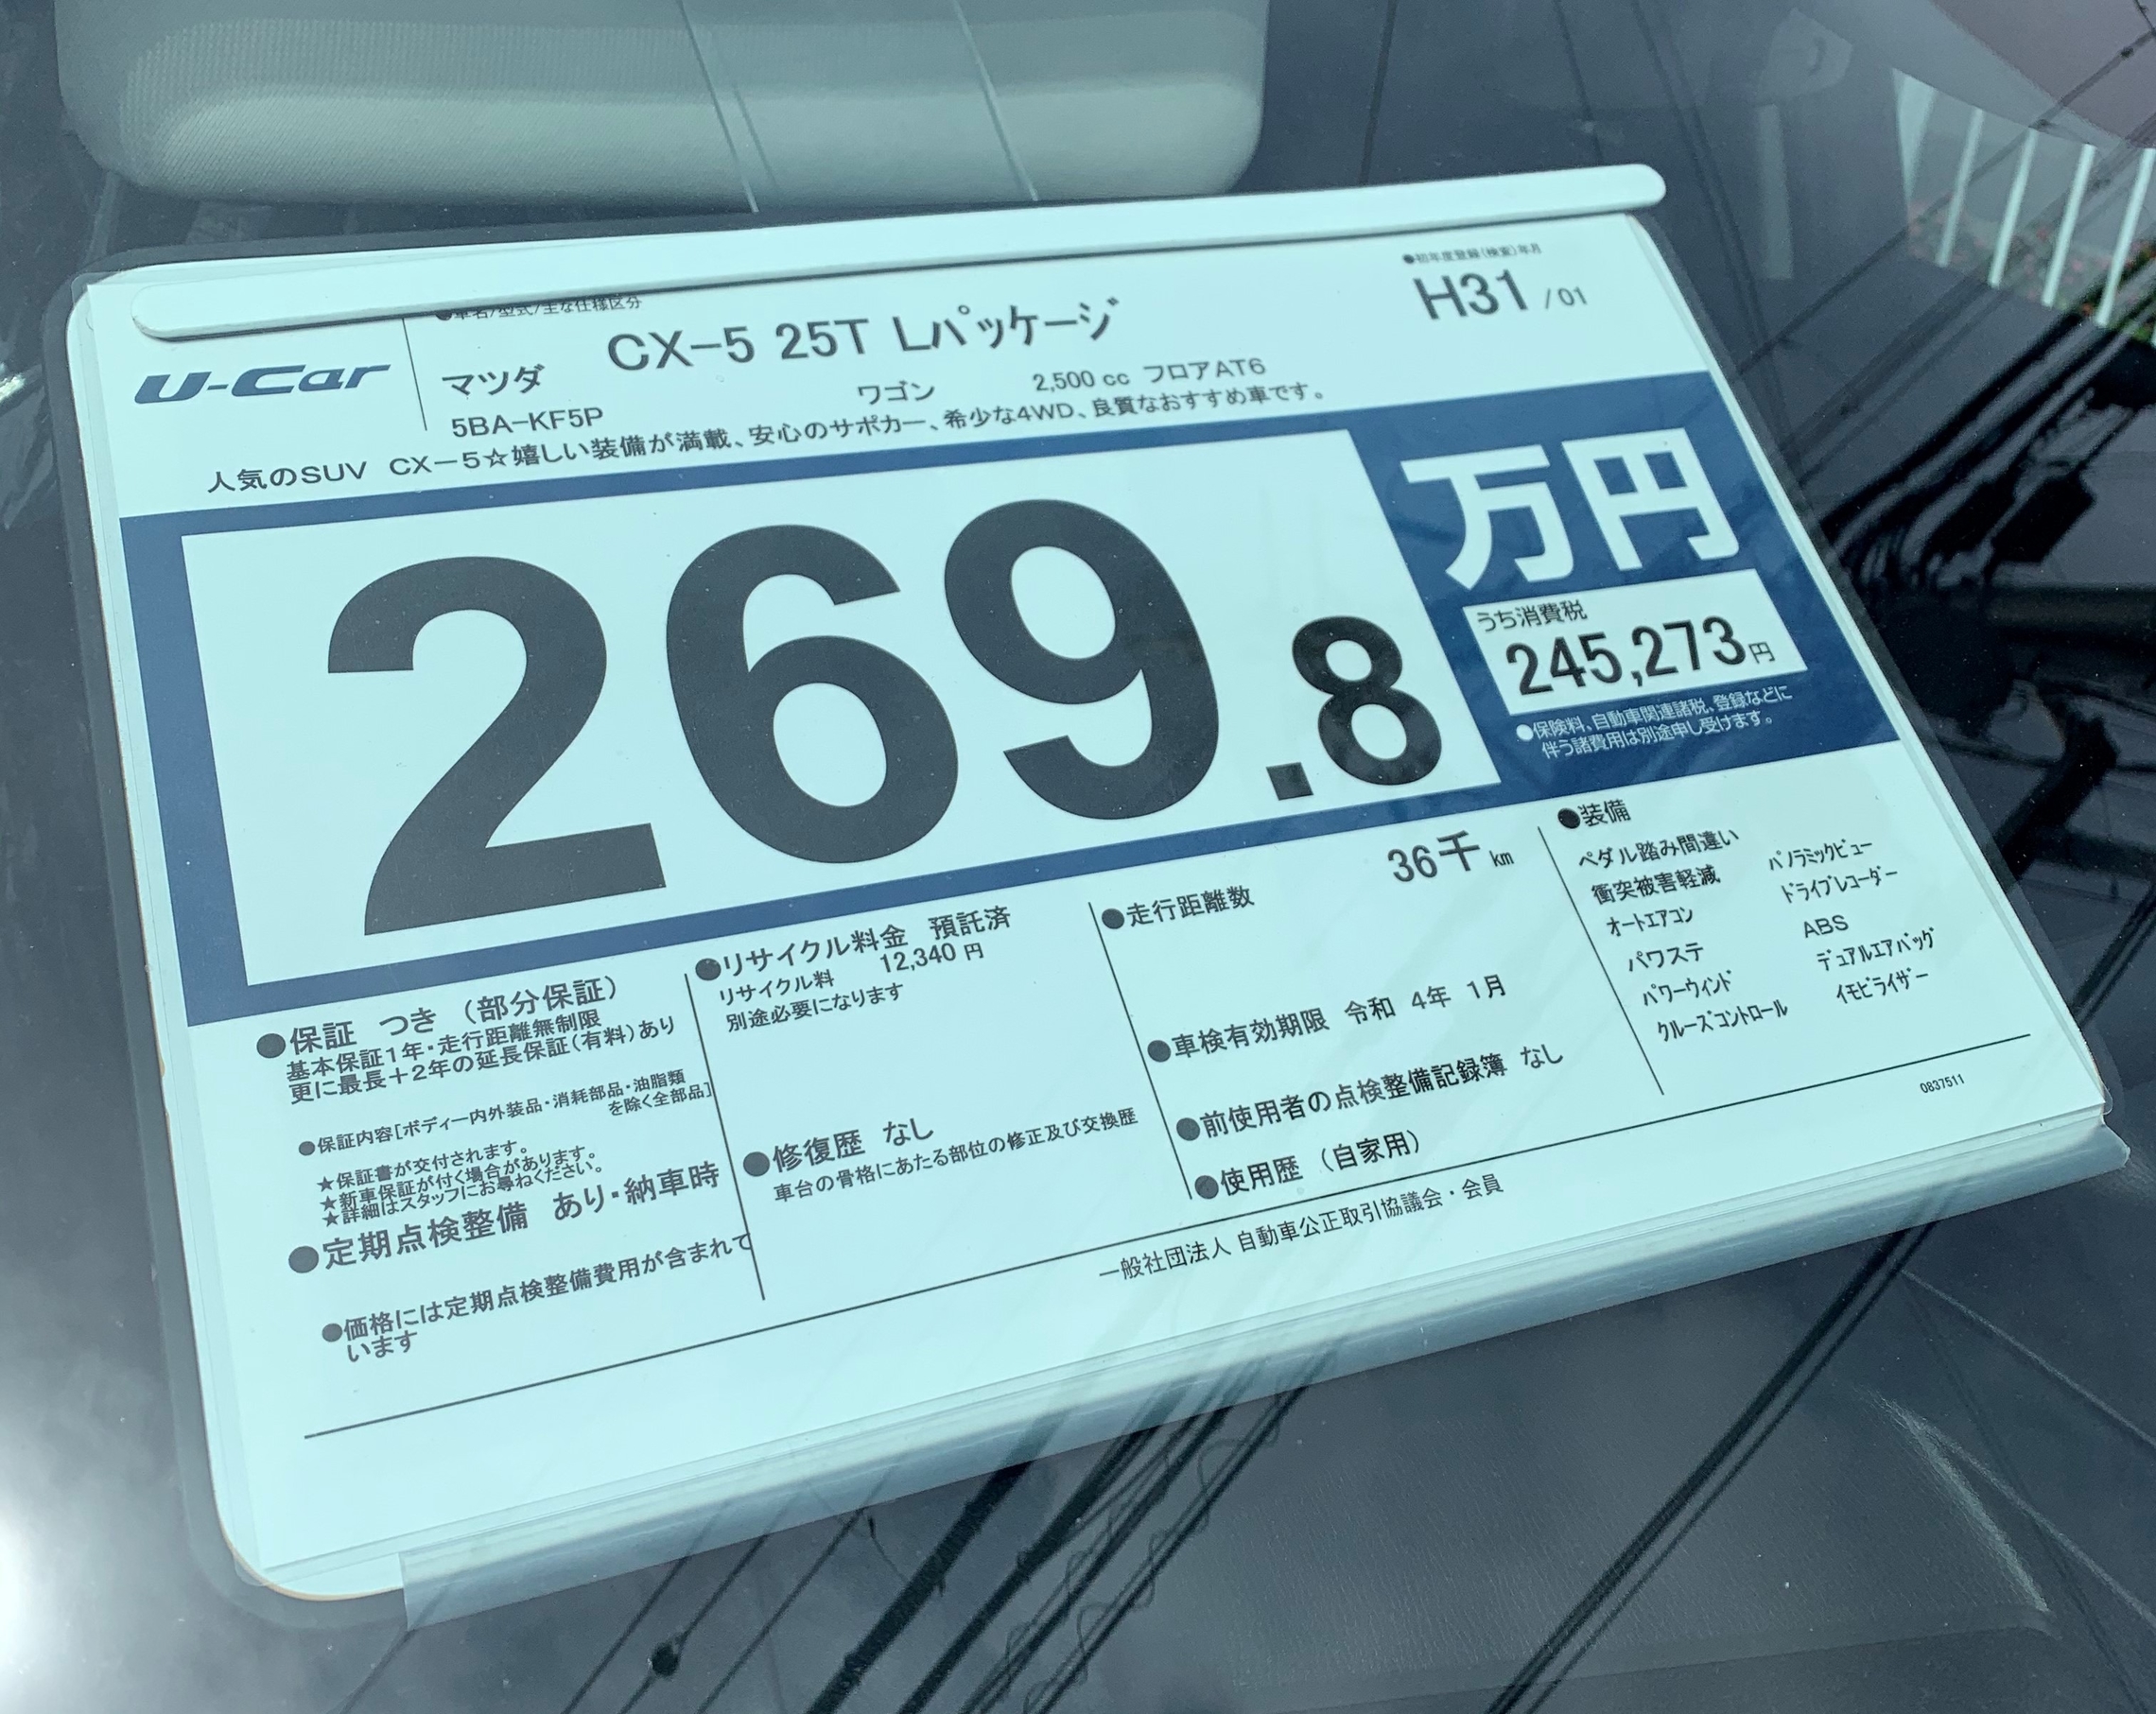 ●車名/型式/主な仕様区分
●初年度登録(検査)年月
U-Car
マツダ
CX-5 25T Lパッケージ
H31/01
5BA-KF5P
ワゴン
2,500 cc フロアAT6
人気のSUV CX-5☆嬉しい装備が満載、安心のサポカー、希少な4WD、良質なおすすめ車です。
269.8
万円
うち消費税
245,273円
●保険料、自動車関連諸税、登録などに
伴う諸費用は別途申し受けます。
●保証 つき (部分保証)
基本保証1年・走行距離無制限
更に最長+2年の延長保証(有料)あり
●保証内容[ボディー内外装品・消耗部品・油脂類
を除く全部品]
★保証書が交付されます。
★新車保証が付く場合があります。
★詳細はスタッフにお尋ねください。
●定期点検整備 あり・納車時
●価格には定期点検整備費用が含まれて
います
●リサイクル料金 預託済
リサイクル料 12,340 円
別途必要になります
●修復歴 なし
車台の骨格にあたる部位の修正及び交換歴
●走行距離数
36千 km
●車検有効期限 令和 4年 1月
●前使用者の点検整備記録簿 なし
●使用歴 (自家用)
●装備
ペダル踏み間違い
衝突被害軽減
オートエアコン
パワステ
パワーウィンド
クルーズコントロール
パノラミックビュー
ドライブレコーダー
ABS
デュアルエアバッグ
イモビライザー
0837511
一般社団法人 自動車公正取引協議会・会員